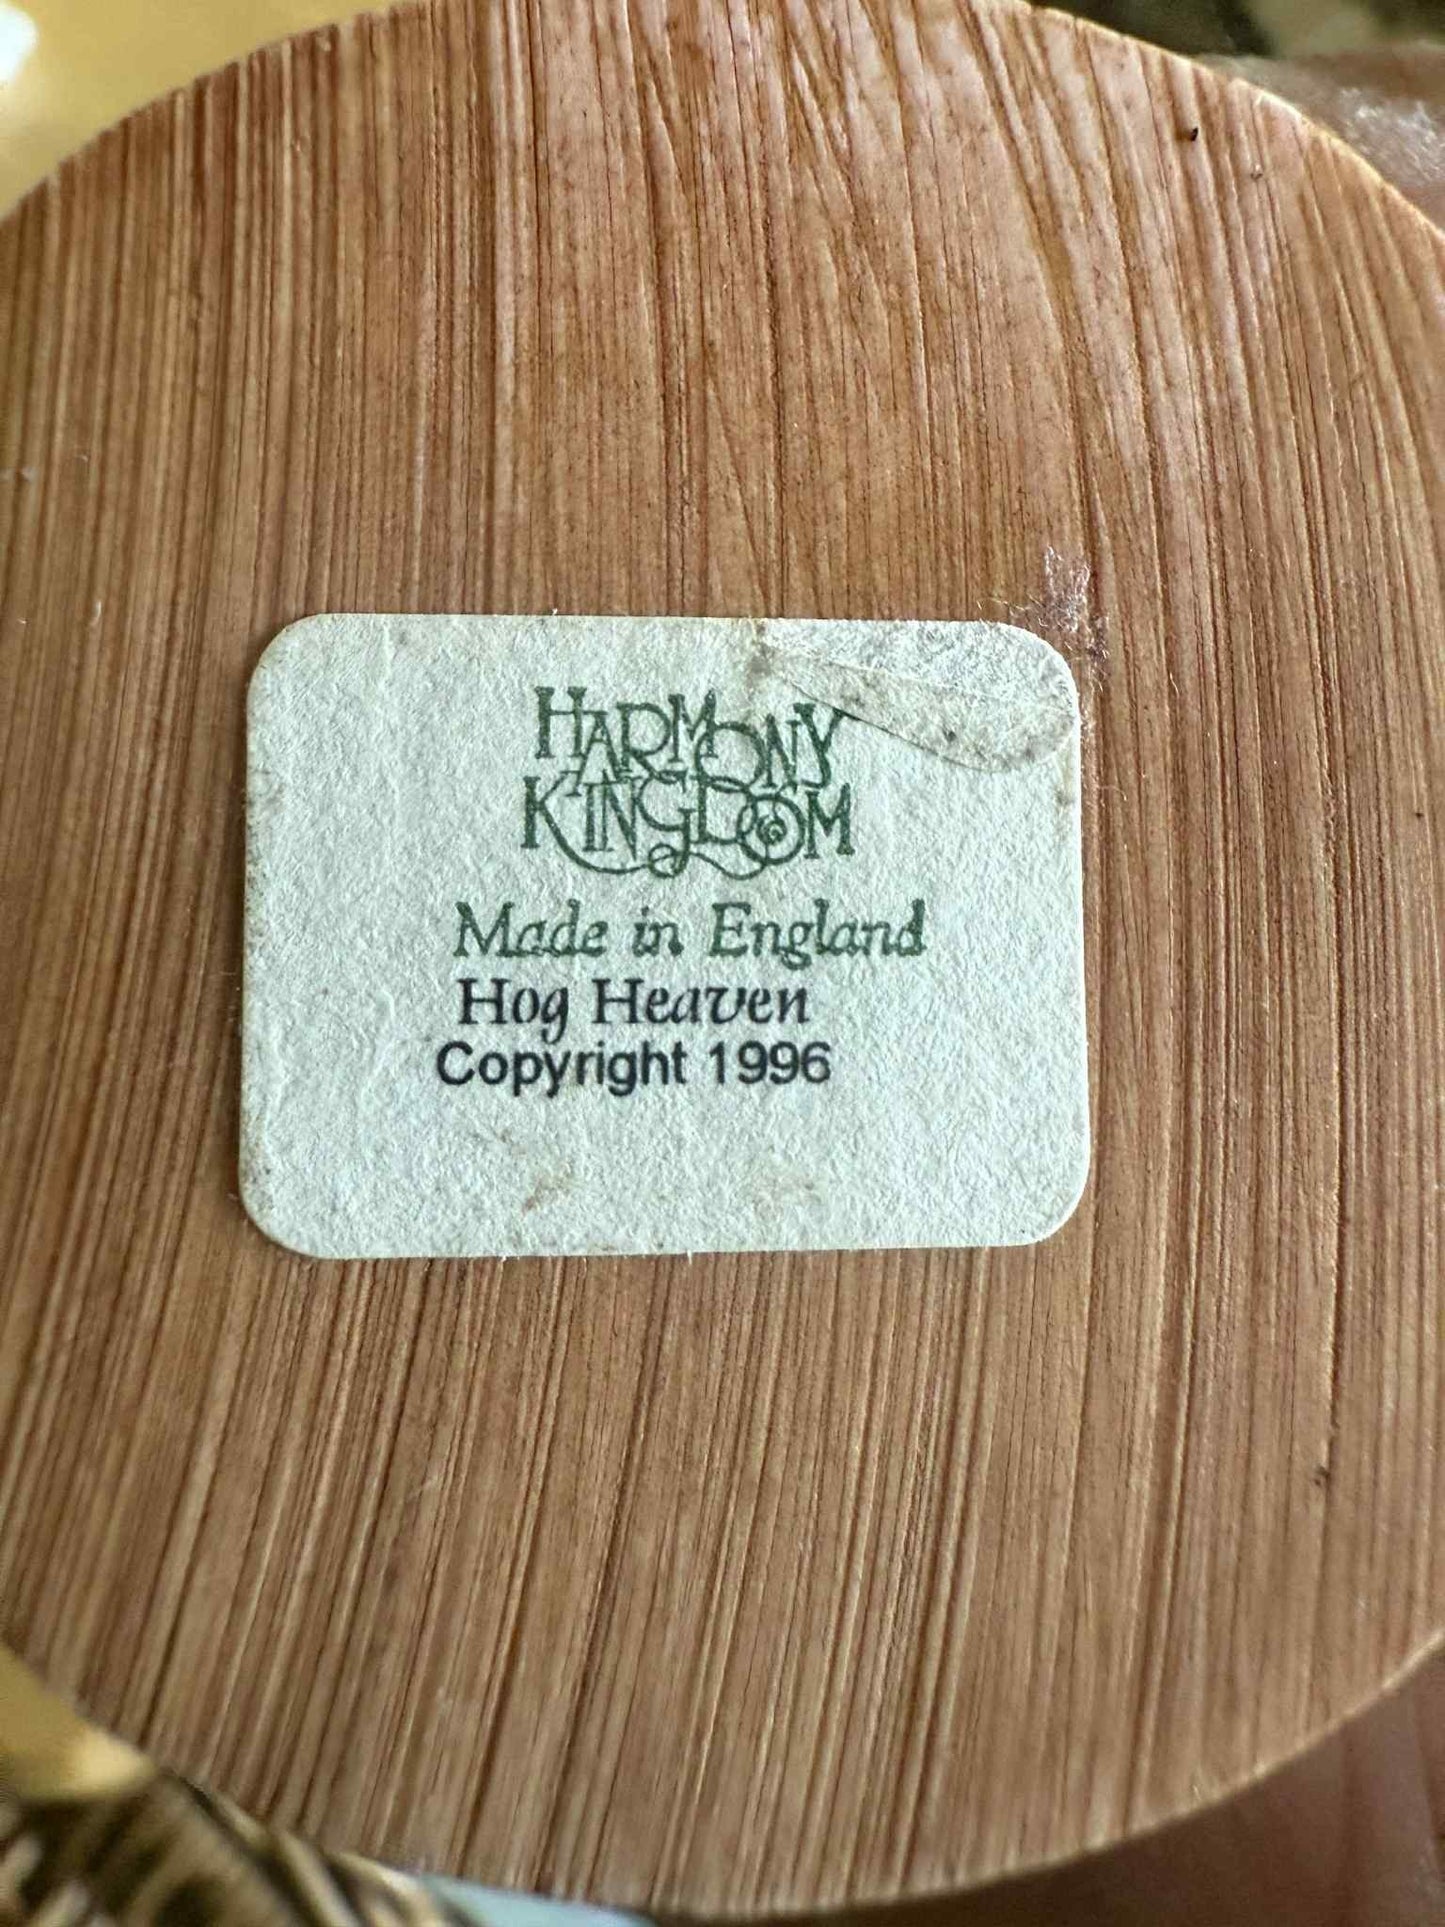 HARMONY
KINGDOM
Made in England
Hog Heaven
Copyright 1996